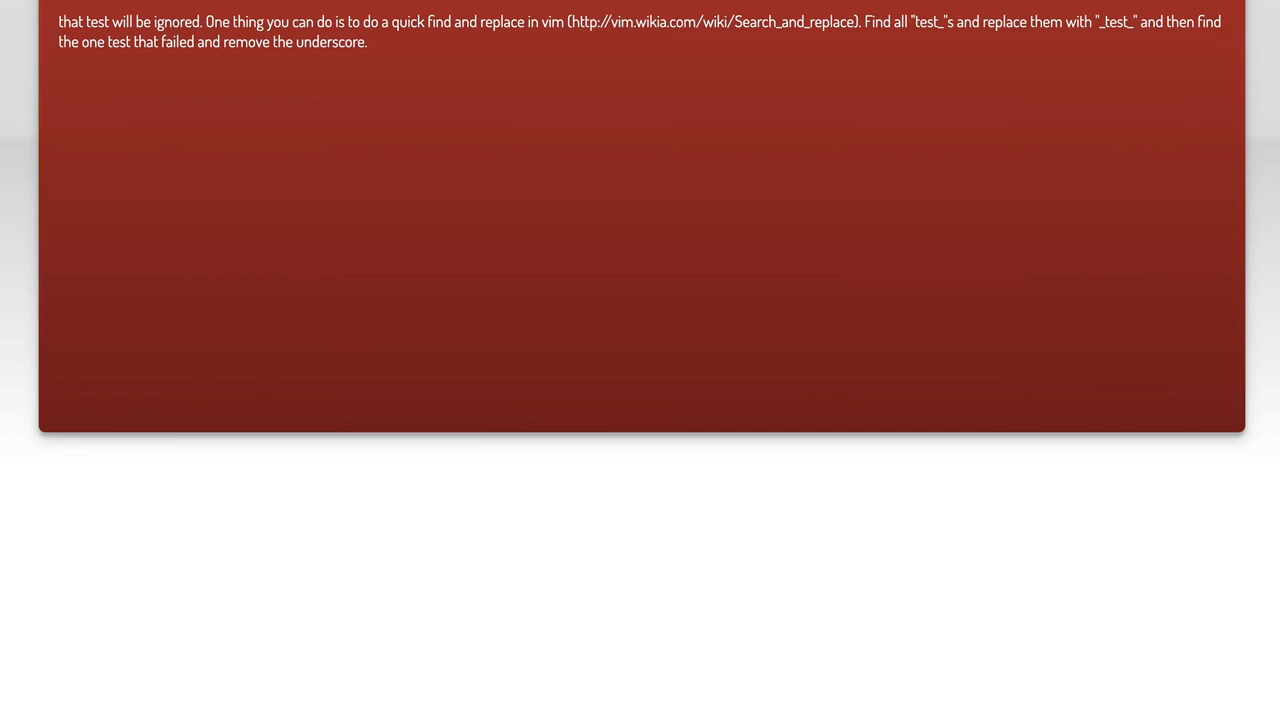 that test will be ignored. One thing you can do is to do a quick find and replace in vim (http://vim.wikia.com/wiki/Search_and_replace). Find all "test_"s and replace them with "_test_" and then find
the one test that failed and remove the underscore.